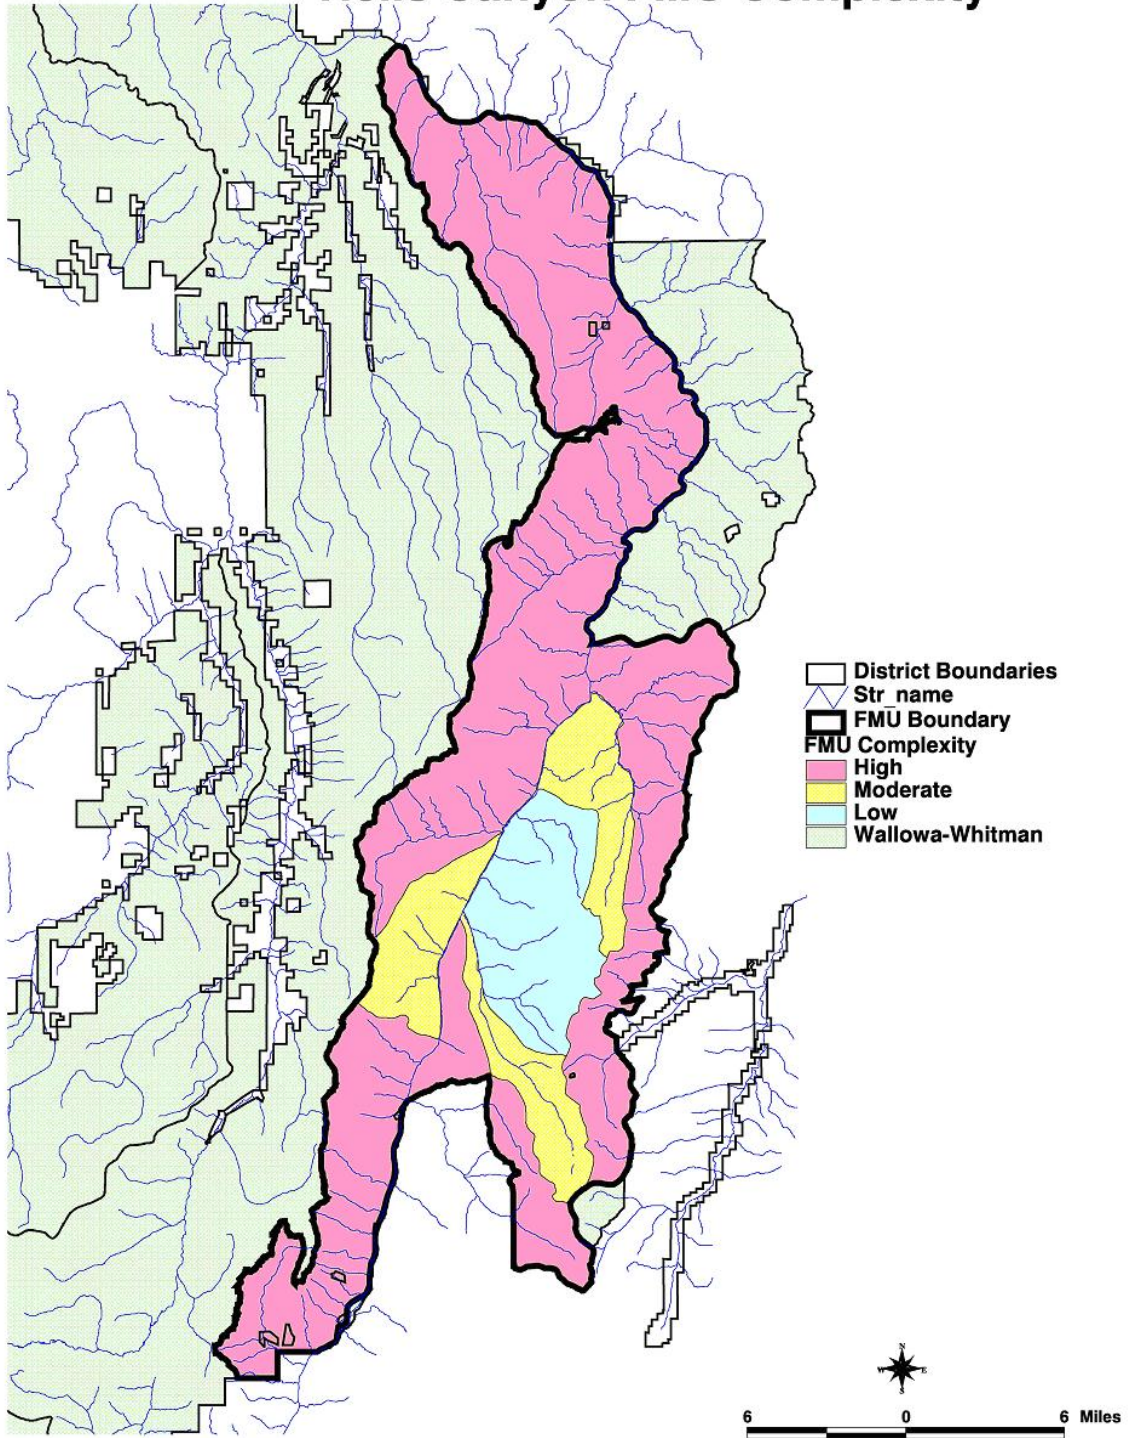 District Boundaries
Str_name
FMU Boundary
FMU Complexity
High
Moderate
Low
Wallowa-Whitman
N
W E
S
6 0 6 Miles